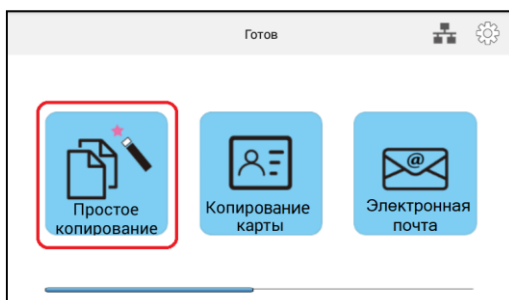 Готов
Простое
копирование
Копирование
карты
@
Электронная
почта